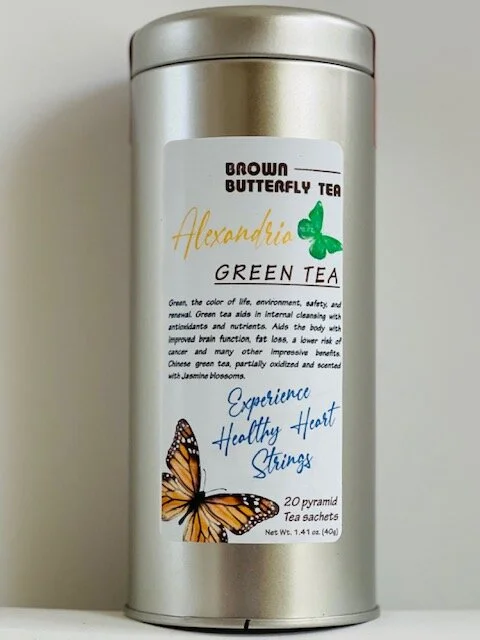 BROWN
BUTTERFLY TEA
Alexandria
GREEN TEA
Green, the color of life, environment, safety, and
renewal. Green tea aids in internal cleansing with
antioxidants and nutrients. Aids the body with
improved brain function, fat loss, a lower risk of
cancer and many other impressive benefits.
Chinese green tea, partially oxidized and scented
with Jasmine blossoms.
Experience
Healthy Heart
Strings
20 pyramid
Tea sachets
Net Wt. 1.41 oz. (40g)